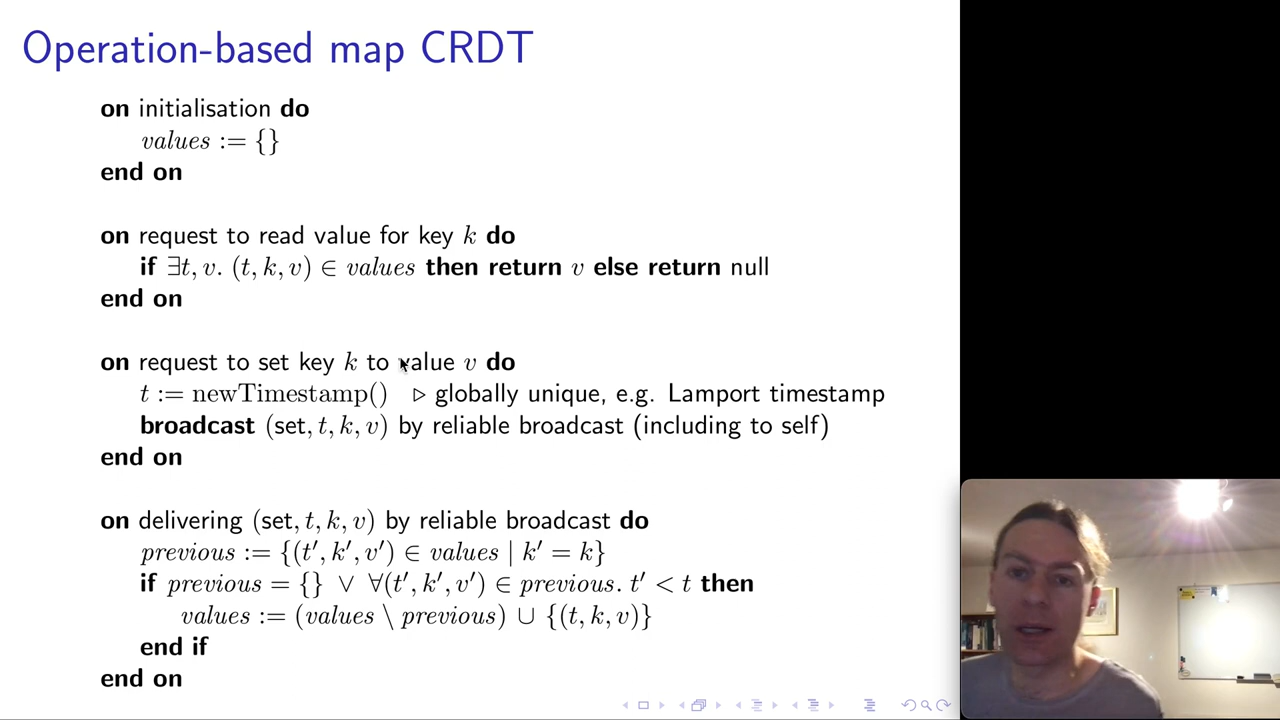 Operation-based map CRDT
on initialisation do
values := {}
end on
on request to read value for key k do
if ∃t, v. (t, k, v) ∈ values then return v else return null
end on
on request to set key k to value v do
t := newTimestamp() ▷ globally unique, e.g. Lamport timestamp
broadcast (set, t, k, v) by reliable broadcast (including to self)
end on
on delivering (set, t, k, v) by reliable broadcast do
previous := {(t′, k′, v′) ∈ values | k′ = k}
if previous = {} ∨ ∀(t′, k′, v′) ∈ previous. t′ < t then
values := (values \ previous) ∪ {(t, k, v)}
end if
end on